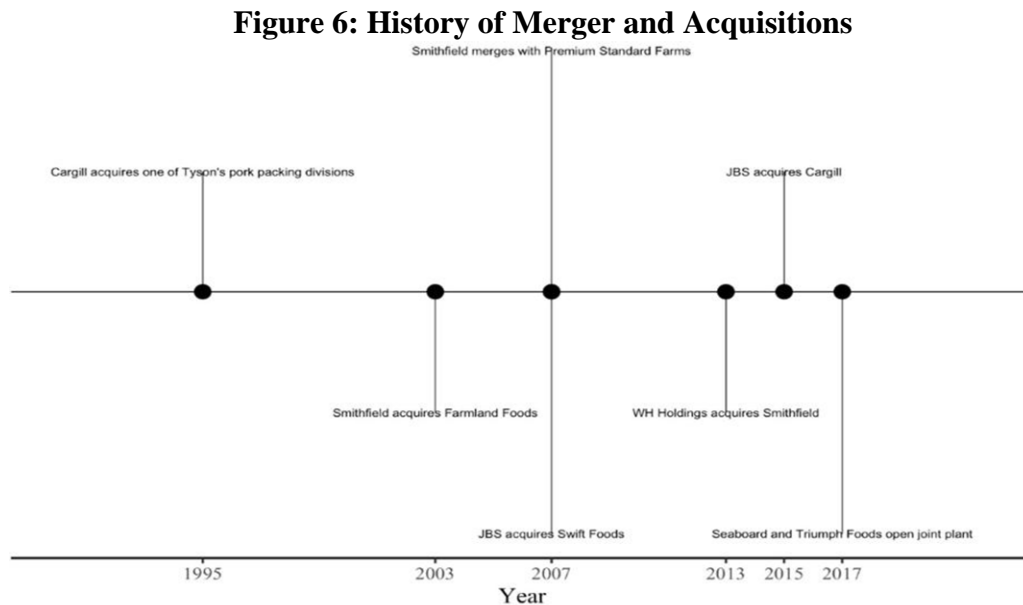 Figure 6: History of Merger and Acquisitions
Smithfield merges with Premium Standard Farms
Cargill acquires one of Tyson's pork packing divisions
JBS acquires Cargill
Smithfield acquires Farmland Foods
WH Holdings acquires Smithfield
JBS acquires Swift Foods
Seaboard and Triumph Foods open joint plant
1995 2003 2007 2013 2015 2017
Year